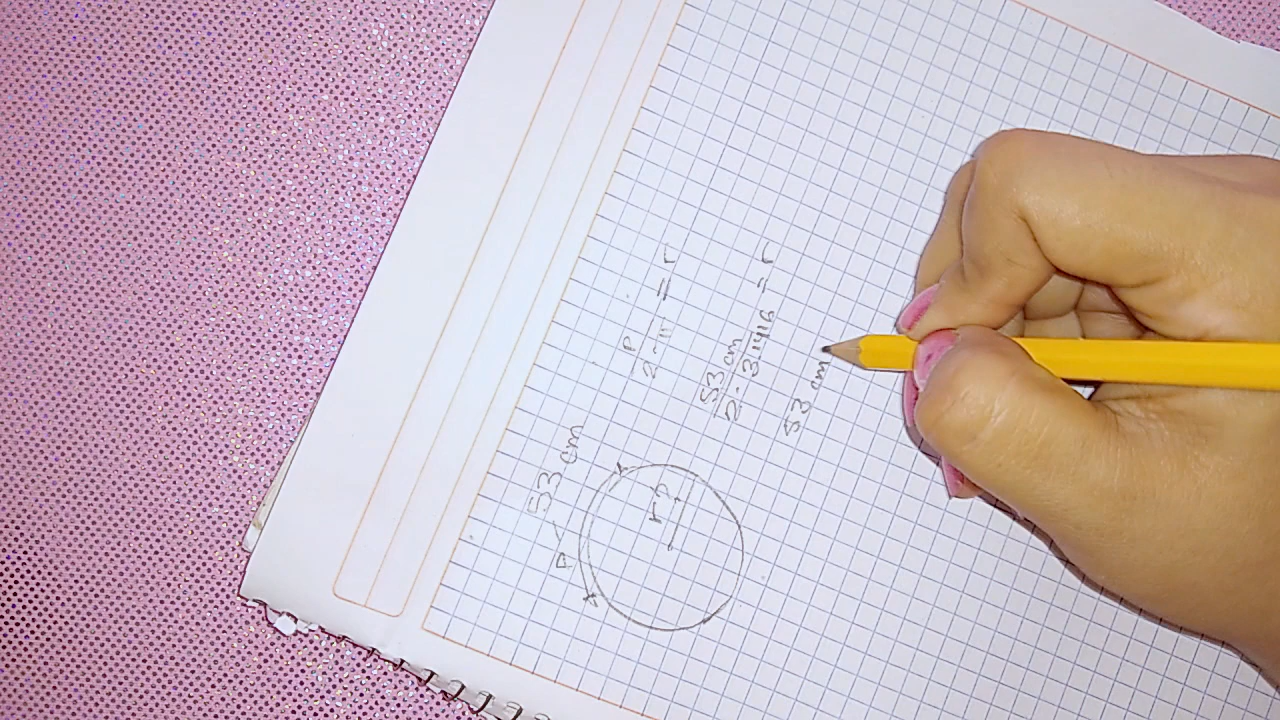 P = 53 cm
r?
P
2·π = r
53 cm
2·3.1416 = r
53 cm